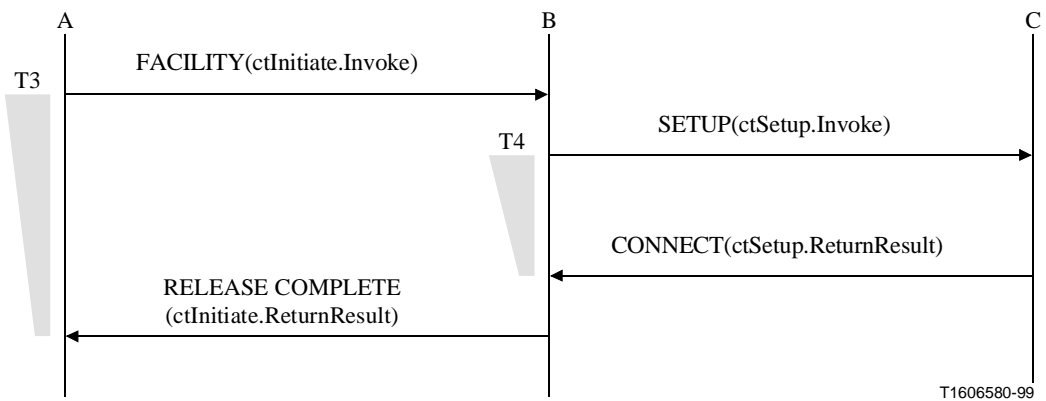 A
B
C
FACILITY(ctInitiate.Invoke)
T3
SETUP(ctSetup.Invoke)
T4
CONNECT(ctSetup.ReturnResult)
RELEASE COMPLETE
(ctInitiate.ReturnResult)
T1606580-99